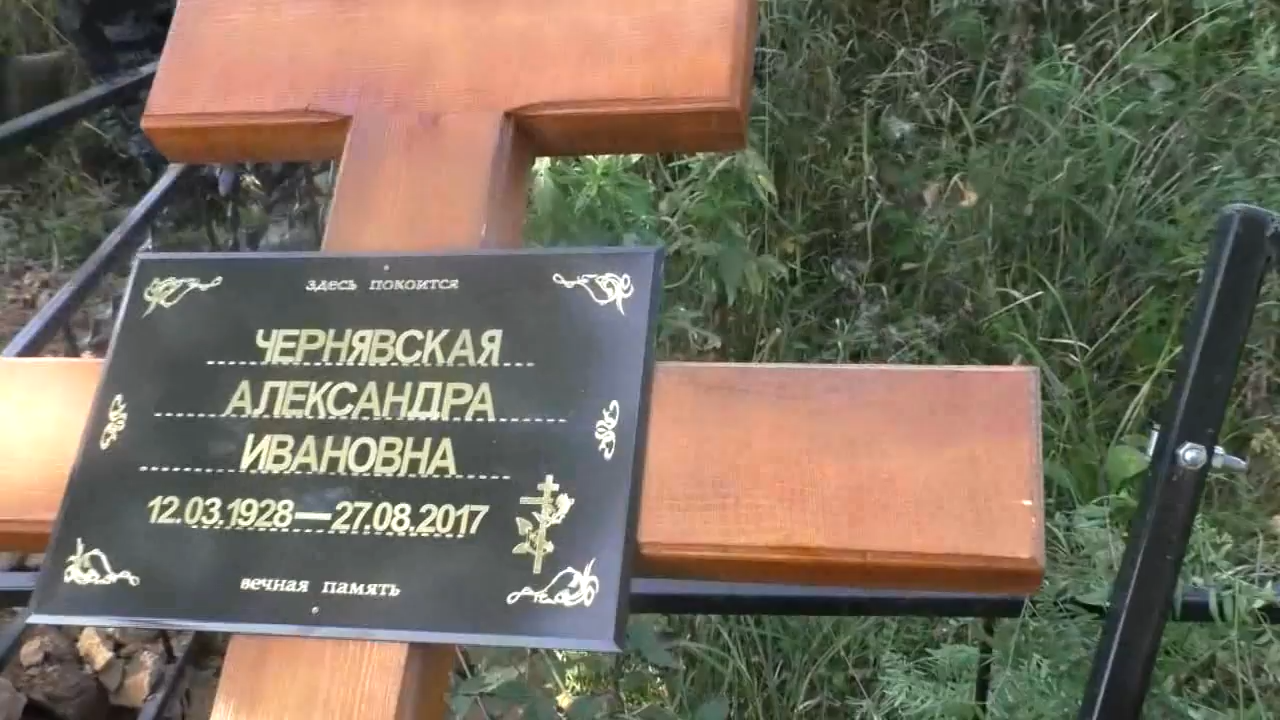 здесь покоится
ЧЕРНЯВСКАЯ
АЛЕКСАНДРА
ИВАНОВНА
12.03.1928—27.08.2017
вечная память